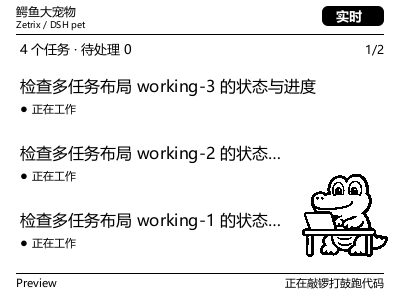 鳄鱼大宠物
实时
Zetrix / DSH pet
4 个任务 · 待处理 0
1/2
检查多任务布局 working-3 的状态与进度
● 正在工作
检查多任务布局 working-2 的状态...
● 正在工作
检查多任务布局 working-1 的状态...
● 正在工作
Preview
正在敲锣打鼓跑代码